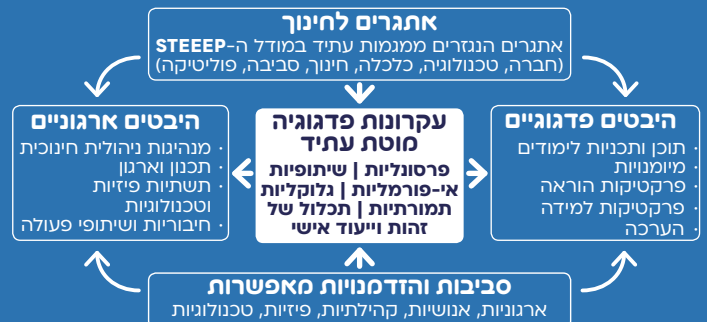 אתגרים לחינוך
אתגרים הנגזרים ממגמות עתיד במודל ה-STEEEP
(חברה, טכנולוגיה, כלכלה, חינוך, סביבה, פוליטיקה)
היבטים פדגוגיים
· תוכן ותכניות לימודים
· מיומנויות
· פרקטיקות הוראה
· פרקטיקות למידה
· הערכה
עקרונות פדגוגיה
מוטת עתיד
פרסונליות | שיתופיות
אי-פורמליות | גלוקליות
תמורתיות | תכלול של
זהות וייעוד אישי
היבטים ארגוניים
· מנהיגות ניהולית חינוכית
· תכנון וארגון
· תשתיות פיזיות
וטכנולוגיות
· חיבוריות ושיתופי פעולה
סביבות והזדמנויות מאפשרות
ארגוניות, אנושיות, קהילתיות, פיזיות, טכנולוגיות